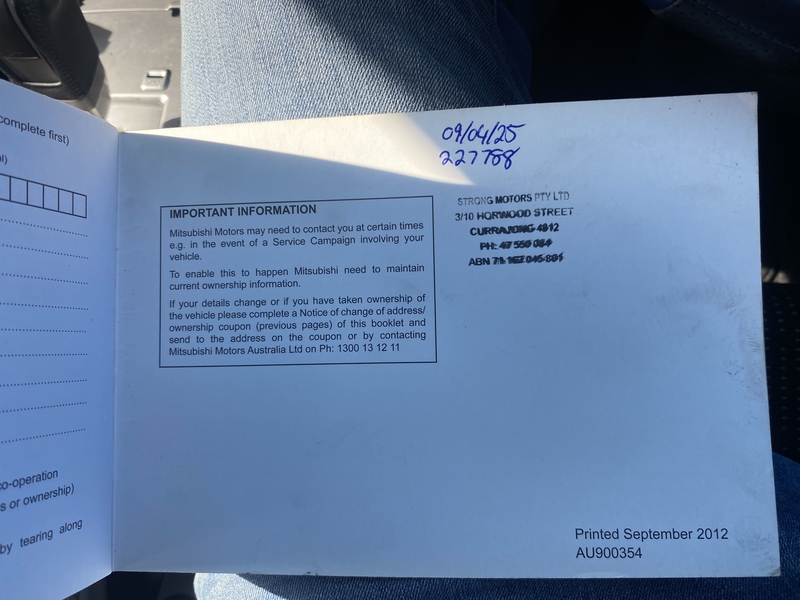 complete first)
l)
09/04/25
227788
STRONG MOTORS PTY LTD
3/10 HORWOOD STREET
CURRAJONG 4812
PH: 47
ABN
IMPORTANT INFORMATION
Mitsubishi Motors may need to contact you at certain times
e.g. in the event of a Service Campaign involving your
vehicle.
To enable this to happen Mitsubishi need to maintain
current ownership information.
If your details change or if you have taken ownership of
the vehicle please complete a Notice of change of address/
ownership coupon (previous pages) of this booklet and
send to the address on the coupon or by contacting
Mitsubishi Motors Australia Ltd on Ph: 1300 13 12 11
co-operation
s or ownership)
by tearing along
Printed September 2012
AU900354